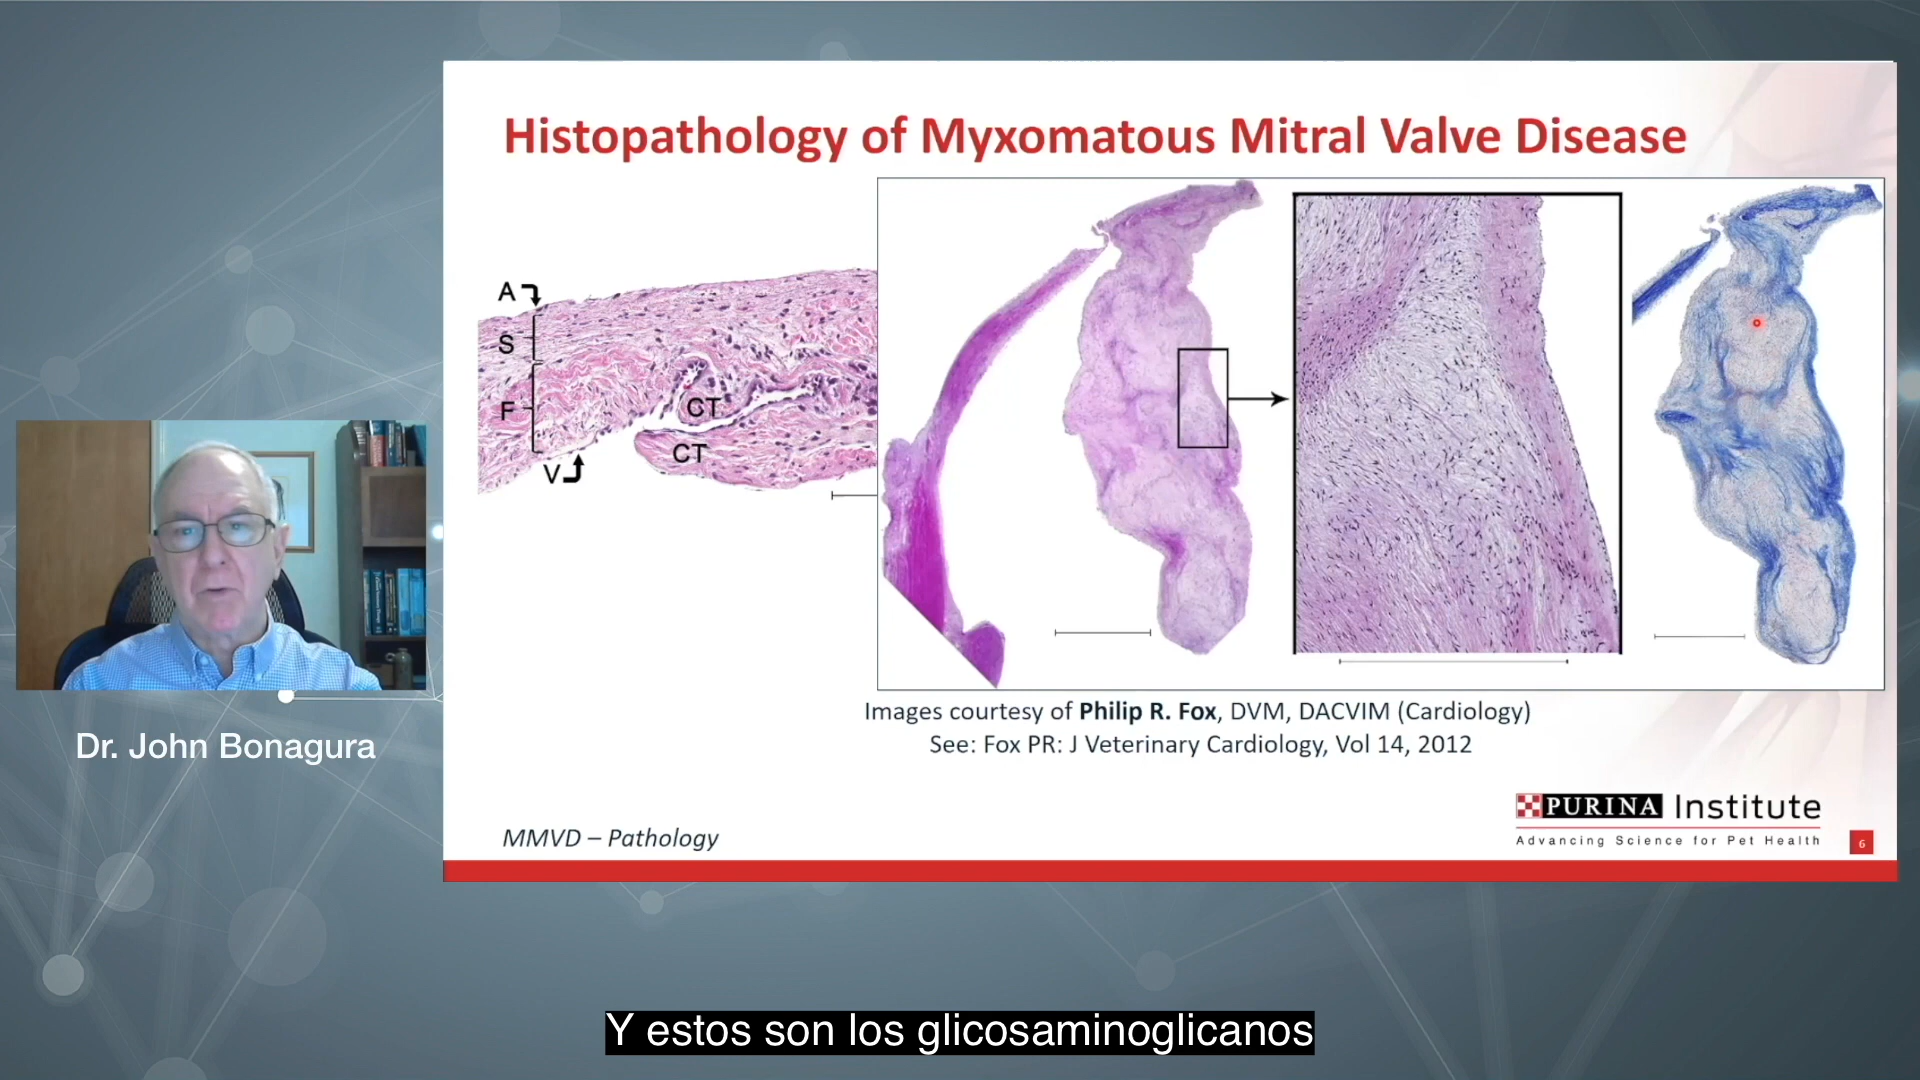 Histopathology of Myxomatous Mitral Valve Disease
A
S
F
V
CT
CT
Images courtesy of Philip R. Fox, DVM, DACVIM (Cardiology)
See: Fox PR: J Veterinary Cardiology, Vol 14, 2012
Dr. John Bonagura
PURINA Institute
Advancing Science for Pet Health
MMVD – Pathology
6
Y estos son los glicosaminoglicanos